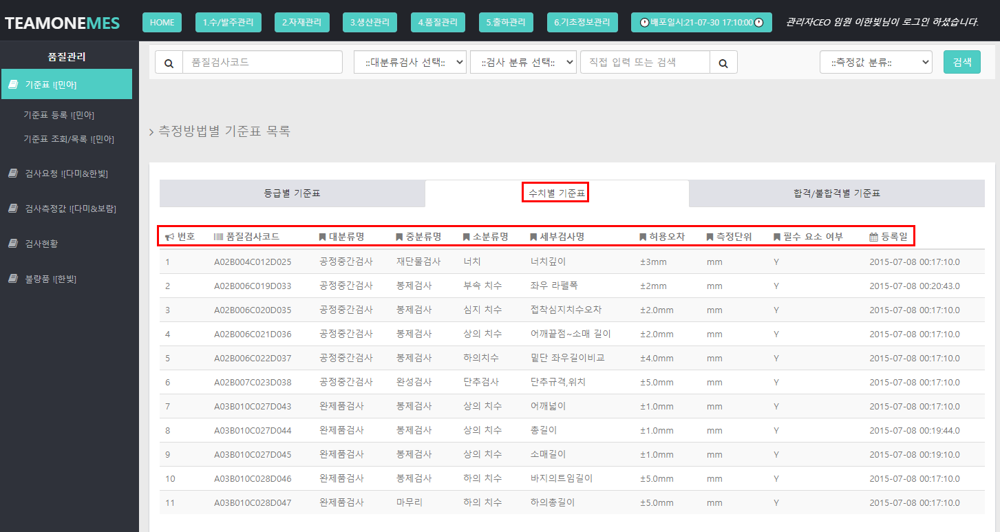 TEAMONEMES HOME 1.수/발주관리 2.자재관리 3.생산관리 4.품질관리 5.출하관리 6.기초정보관리 배포일시:21-07-30 17:10:00 관리자CEO 임원 이한빛님이 로그인 하셨습니다.
품질관리
기준표 ![민아]
기준표 등록 ![민아]
기준표 조회/목록 ![민아]
검사요청 ![다미&한빛]
검사측정값 ![다미&보람]
검사현황
불량품 ![한빛]
품질검사코드 ::대분류검사 선택:: ::검사 분류 선택:: 직접 입력 또는 검색 ::측정값 분류:: 검색
측정방법별 기준표 목록
등급별 기준표 수치별 기준표 합격/불합격별 기준표
번호 품질검사코드 대분류명 중분류명 소분류명 세부검사명 허용오차 측정단위 필수 요소 여부 등록일
1 A02B004C012D025 공정중간검사 재단물검사 너치 너치깊이 ±3mm mm Y 2015-07-08 00:17:10.0
2 A02B006C019D033 공정중간검사 봉제검사 부속 치수 좌우 라펠폭 ±2mm mm Y 2015-07-08 00:20:43.0
3 A02B006C020D035 공정중간검사 봉제검사 심지 치수 접착심지치수오차 ±2.0mm mm Y 2015-07-08 00:17:10.0
4 A02B006C021D036 공정중간검사 봉제검사 상의 치수 어깨끝점~소매 길이 ±2.0mm mm Y 2015-07-08 00:17:10.0
5 A02B006C022D037 공정중간검사 봉제검사 하의치수 밑단 좌우길이비교 ±4.0mm mm Y 2015-07-08 00:17:10.0
6 A02B007C023D038 공정중간검사 완성검사 단추검사 단추규격,위치 ±5.0mm mm Y 2015-07-08 00:17:10.0
7 A03B010C027D043 완제품검사 봉제검사 상의 치수 어깨넓이 ±1.0mm mm Y 2015-07-08 00:17:10.0
8 A03B010C027D044 완제품검사 봉제검사 상의 치수 총길이 ±1.0mm mm Y 2015-07-08 00:19:44.0
9 A03B010C027D045 완제품검사 봉제검사 상의 치수 소매길이 ±1.0mm mm Y 2015-07-08 00:19:10.0
10 A03B010C028D046 완제품검사 봉제검사 하의 치수 바지의트임길이 ±5.0mm mm Y 2015-07-08 00:17:10.0
11 A03B010C028D047 완제품검사 마무리 하의 치수 하의총길이 ±5.0mm mm Y 2015-07-08 00:17:10.0